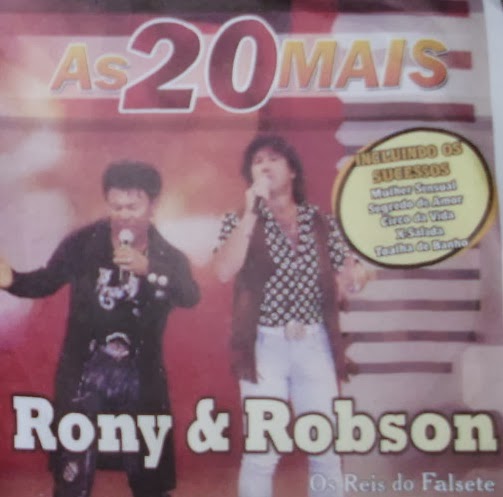 As 20 MAIS
INCLUINDO OS
SUCESSOS
Mulher Sensual
Segredo de Amor
Circo da Vida
X-Salada
Toalha de Banho
Rony & Robson
Os Reis do Falsete